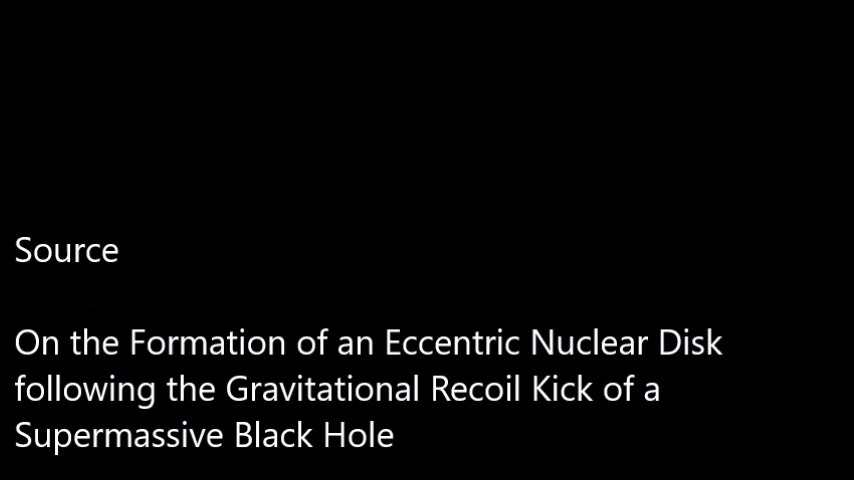 Source
On the Formation of an Eccentric Nuclear Disk
following the Gravitational Recoil Kick of a
Supermassive Black Hole